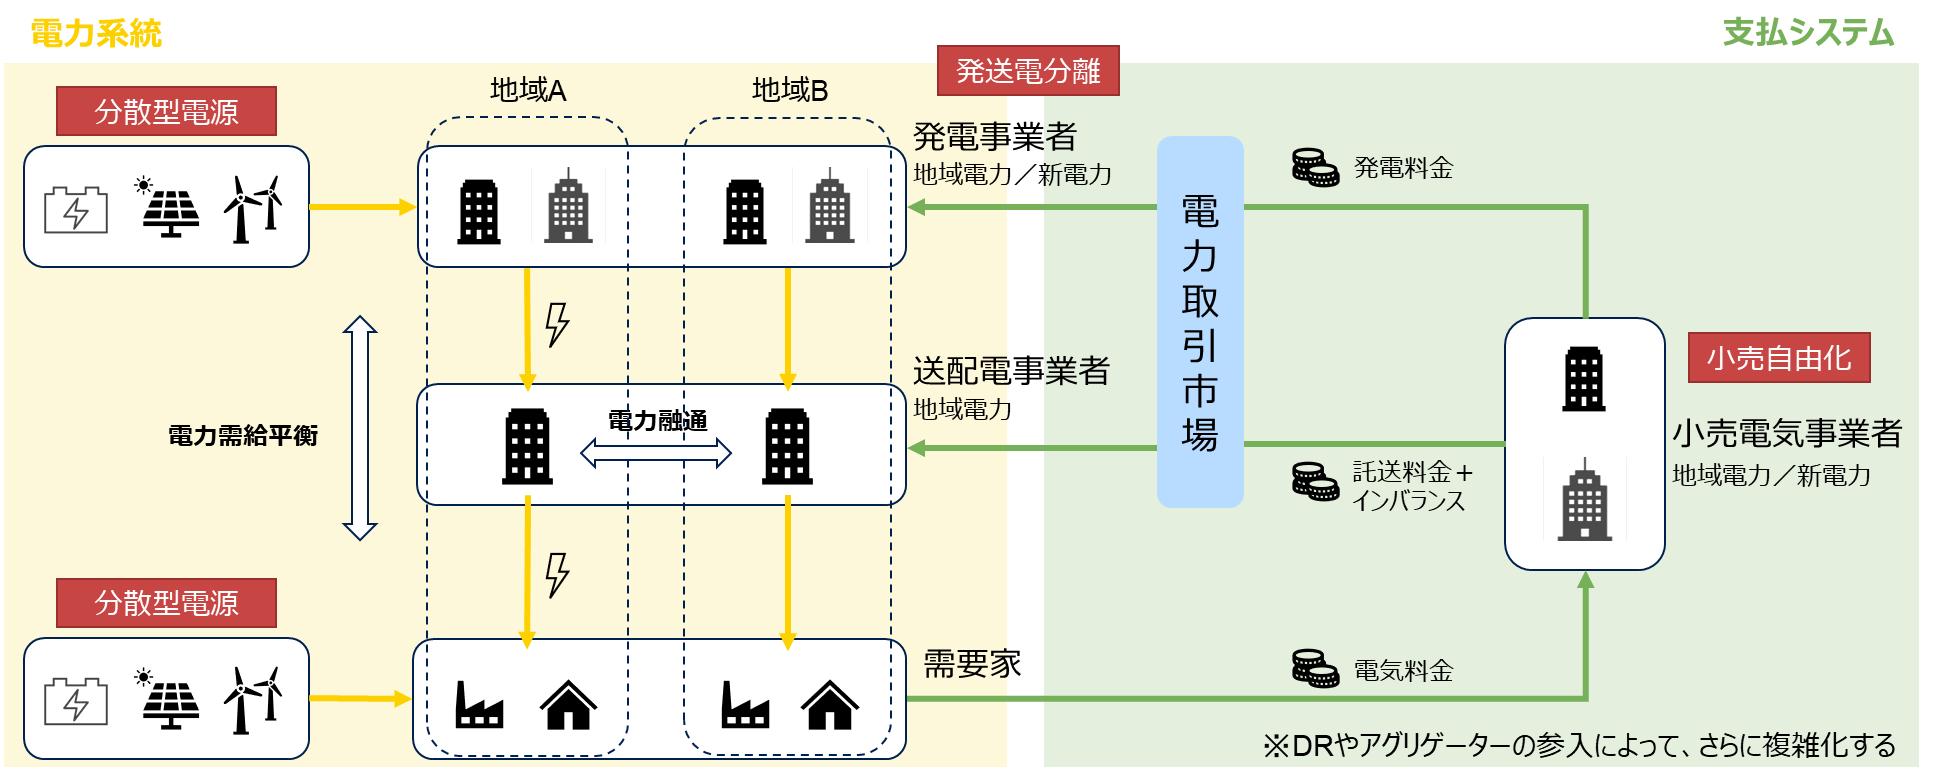 電力系統
支払システム
発送電分離
地域A
地域B
分散型電源
発電事業者
地域電力／新電力
発電料金
電力取引市場
小売自由化
送配電事業者
地域電力
電力融通
電力需給平衡
小売電気事業者
地域電力／新電力
託送料金＋
インバランス
分散型電源
需要家
電気料金
※DRやアグリゲーターの参入によって、さらに複雑化する